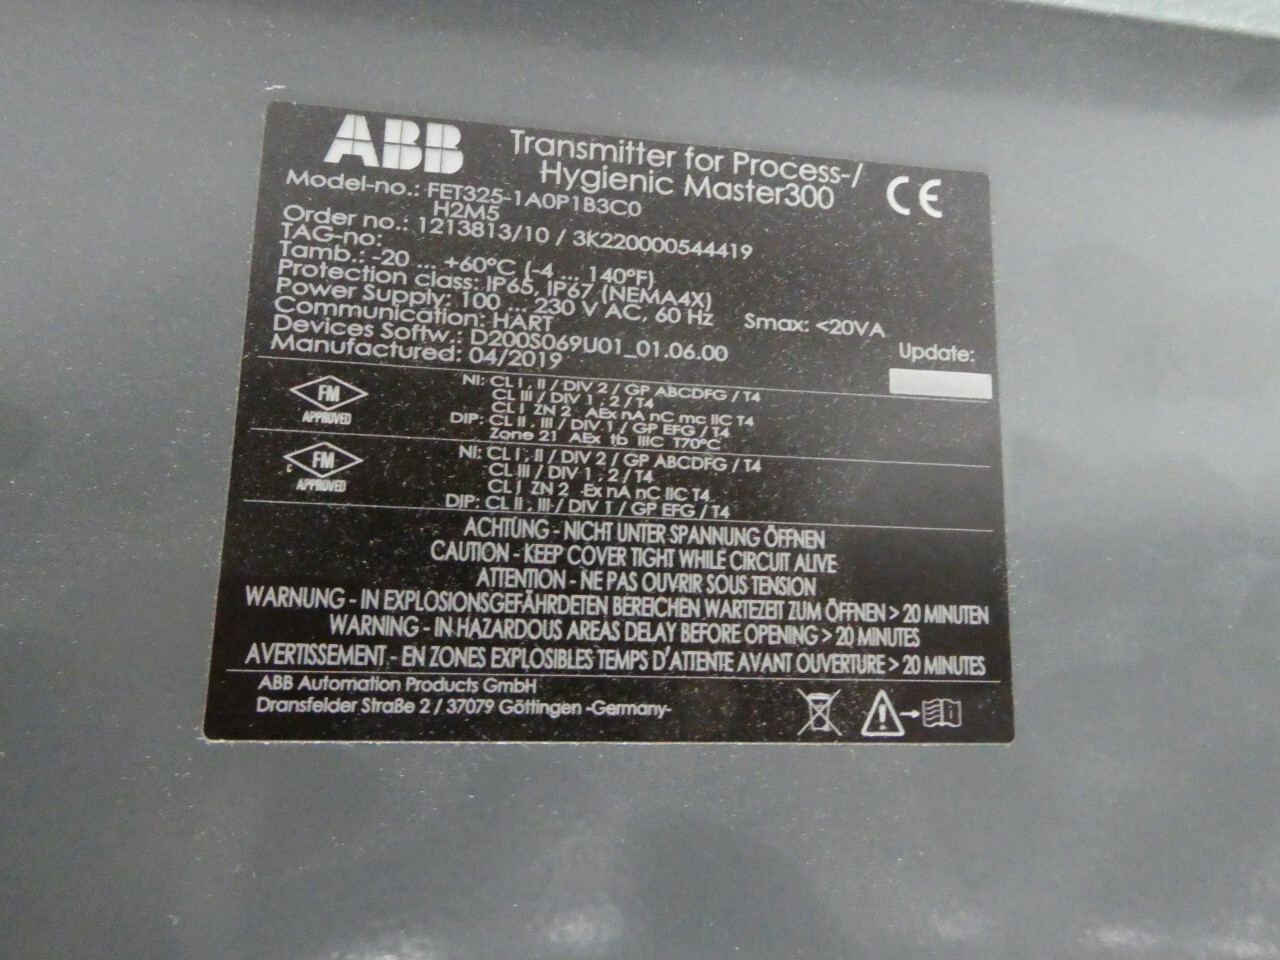 ABB
Transmitter for Process-/
Hygienic Master300
CE
Model-no.: FET325-1A0P1B3C0
H2M5
Order no.: 1213813/10 / 3K220000544419
TAG-no:
Tamb.: -20 ... +60°C (-4 ... 140°F)
Protection class: IP65, IP67 (NEMA4X)
Power Supply: 100 ... 230 V AC, 60 Hz Smax: <20VA
Communication: HART
Devices Softw.: D200S069U01_01.06.00
Manufactured: 04/2019
Update:
FM
APPROVED
NI: CL I, II / DIV 2 / GP ABCDFG / T4
CL III / DIV 1, 2 / T4
CL I ZN 2 AEx nA nC mc IIC T4
DIP: CL II, III / DIV 1 / GP EFG / T4
Zone 21 AEx tb IIIC T70°C
c FM
APPROVED
NI: CL I, II / DIV 2 / GP ABCDFG / T4
CL III / DIV 1, 2 / T4
CL I ZN 2 Ex nA nC IIC T4
DIP: CL II, III / DIV 1 / GP EFG / T4
ACHTUNG - NICHT UNTER SPANNUNG ÖFFNEN
CAUTION - KEEP COVER TIGHT WHILE CIRCUIT ALIVE
ATTENTION - NE PAS OUVRIR SOUS TENSION
WARNUNG - IN EXPLOSIONSGEFÄHRDETEN BEREICHEN WARTEZEIT ZUM ÖFFNEN > 20 MINUTEN
WARNING - IN HAZARDOUS AREAS DELAY BEFORE OPENING > 20 MINUTES
AVERTISSEMENT - EN ZONES EXPLOSIBLES TEMPS D'ATTENTE AVANT OUVERTURE > 20 MINUTES
ABB Automation Products GmbH
Dransfelder Straße 2 / 37079 Göttingen -Germany-